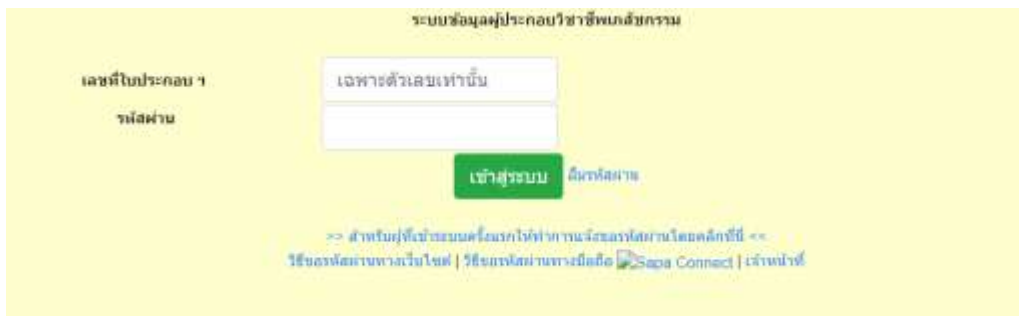 ระบบข้อมูลผู้ประกอบวิชาชีพเภสัชกรรม
เลขที่ใบประกอบ ฯ
เฉพาะตัวเลขเท่านั้น
รหัสผ่าน
เข้าสู่ระบบ ลืมรหัสผ่าน
>> สำหรับผู้ที่เข้าระบบครั้งแรกให้ทำการแจ้งขอรหัสผ่านโดยคลิกที่นี่ <<
วิธีขอรหัสผ่านทางเว็บไซต์ | วิธีขอรหัสผ่านทางมือถือ Sapa Connect | เจ้าหน้าที่